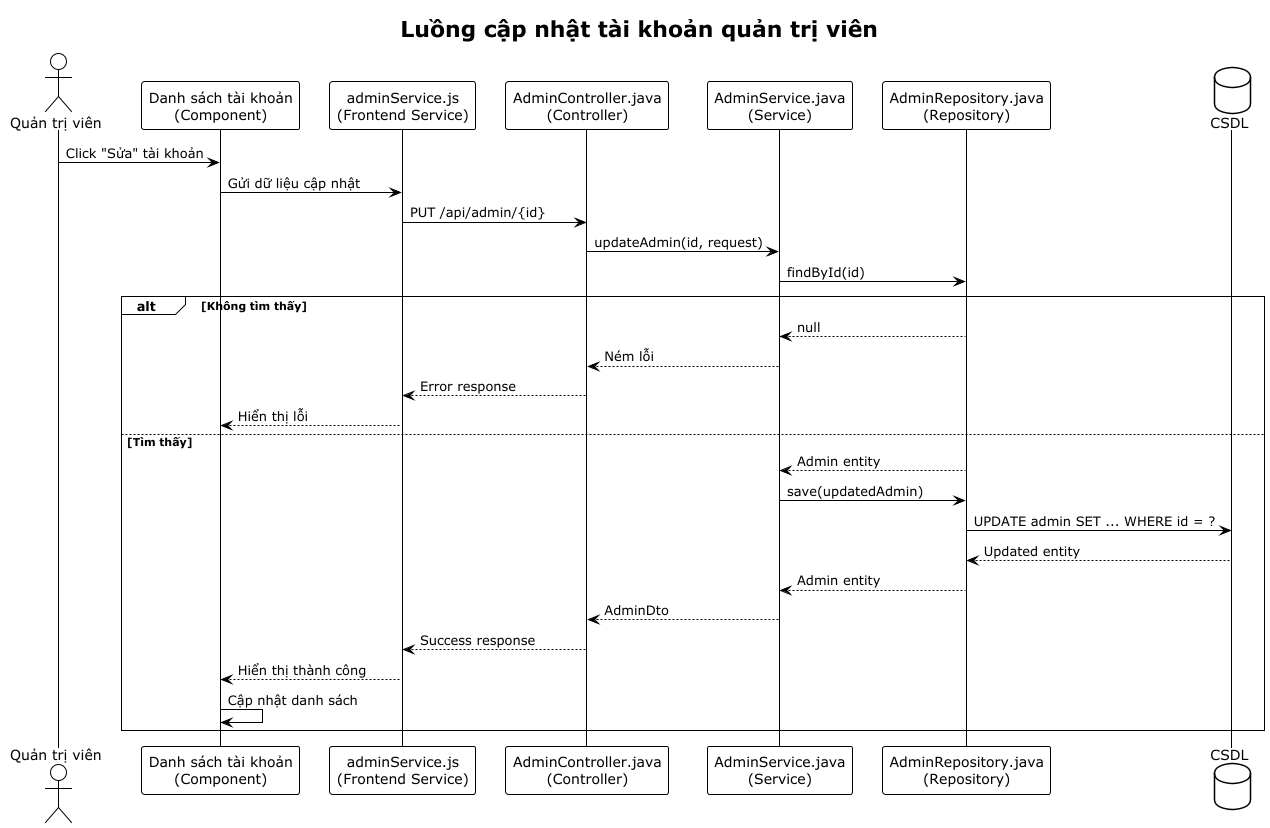 Luồng cập nhật tài khoản quản trị viên
Quản trị viên
Danh sách tài khoản
(Component)
adminService.js
(Frontend Service)
AdminController.java
(Controller)
AdminService.java
(Service)
AdminRepository.java
(Repository)
CSDL
Click "Sửa" tài khoản
Gửi dữ liệu cập nhật
PUT /api/admin/{id}
updateAdmin(id, request)
findById(id)
alt
[Không tìm thấy]
null
Ném lỗi
Error response
Hiển thị lỗi
[Tìm thấy]
Admin entity
save(updatedAdmin)
UPDATE admin SET ... WHERE id = ?
Updated entity
Admin entity
AdminDto
Success response
Hiển thị thành công
Cập nhật danh sách
Quản trị viên
Danh sách tài khoản
(Component)
adminService.js
(Frontend Service)
AdminController.java
(Controller)
AdminService.java
(Service)
AdminRepository.java
(Repository)
CSDL